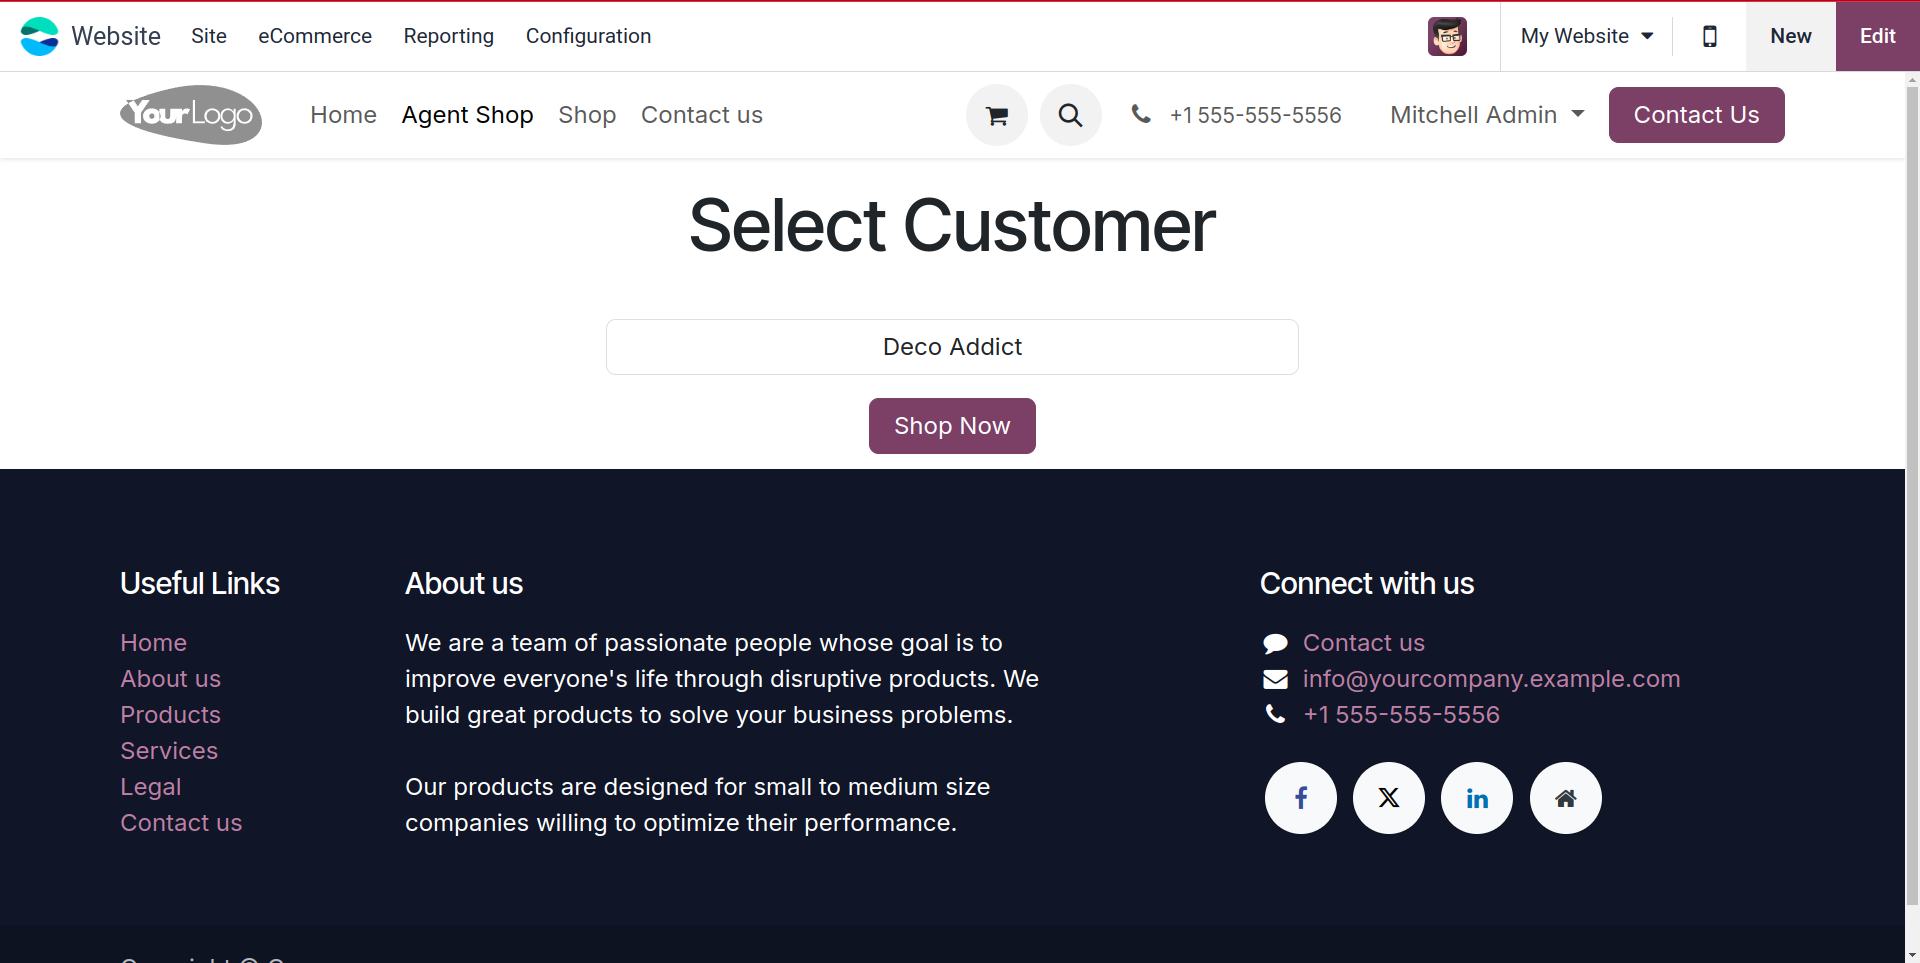 Website Site eCommerce Reporting Configuration My Website New Edit
YourLogo Home Agent Shop Shop Contact us +1 555-555-5556 Mitchell Admin Contact Us
Select Customer
Deco Addict
Shop Now
Useful Links
Home
About us
Products
Services
Legal
Contact us
About us
We are a team of passionate people whose goal is to
improve everyone's life through disruptive products. We
build great products to solve your business problems.
Our products are designed for small to medium size
companies willing to optimize their performance.
Connect with us
Contact us
info@yourcompany.example.com
+1 555-555-5556